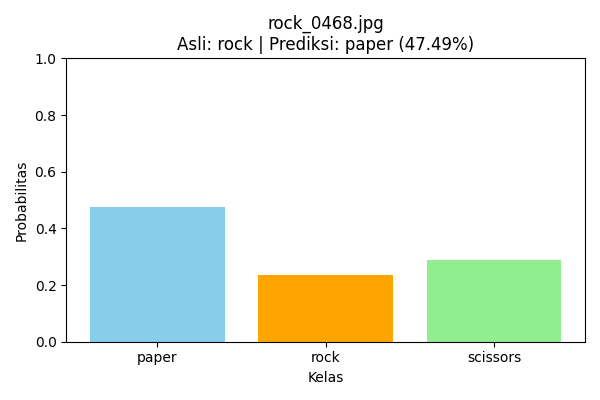 rock_0468.jpg
Asli: rock | Prediksi: paper (47.49%)
1.0
0.8
0.6
0.4
0.2
0.0
Probabilitas
paper rock scissors
Kelas